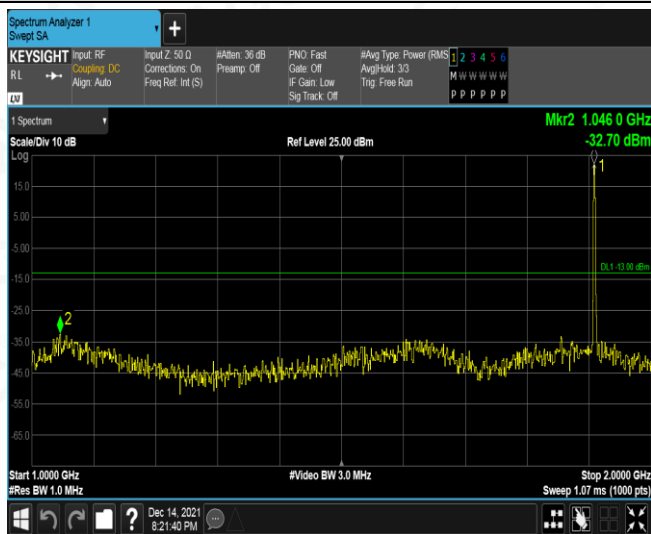 Spectrum Analyzer 1
Swept SA
+
KEYSIGHT Input: RF Input Z: 50 Ω #Atten: 36 dB PNO: Fast #Avg Type: Power (RMS 1 2 3 4 5 6
RL Coupling: DC Corrections: On Preamp: Off Gate: Off Avg|Hold: 3/3 M W W W W W
Align: Auto Freq Ref: Int (S) IF Gain: Low Trig: Free Run
Sig Track: Off P P P P P P
LXI
1 Spectrum Mkr2 1.046 0 GHz
Scale/Div 10 dB Ref Level 25.00 dBm -32.70 dBm
Log
1
15.0
5.00
-5.00
DL1 -13.00 dBm
-15.0
-25.0
2
-35.0
-45.0
-55.0
-65.0
Start 1.0000 GHz #Video BW 3.0 MHz Stop 2.0000 GHz
#Res BW 1.0 MHz Sweep 1.07 ms (1000 pts)
? Dec 14, 2021
8:21:40 PM